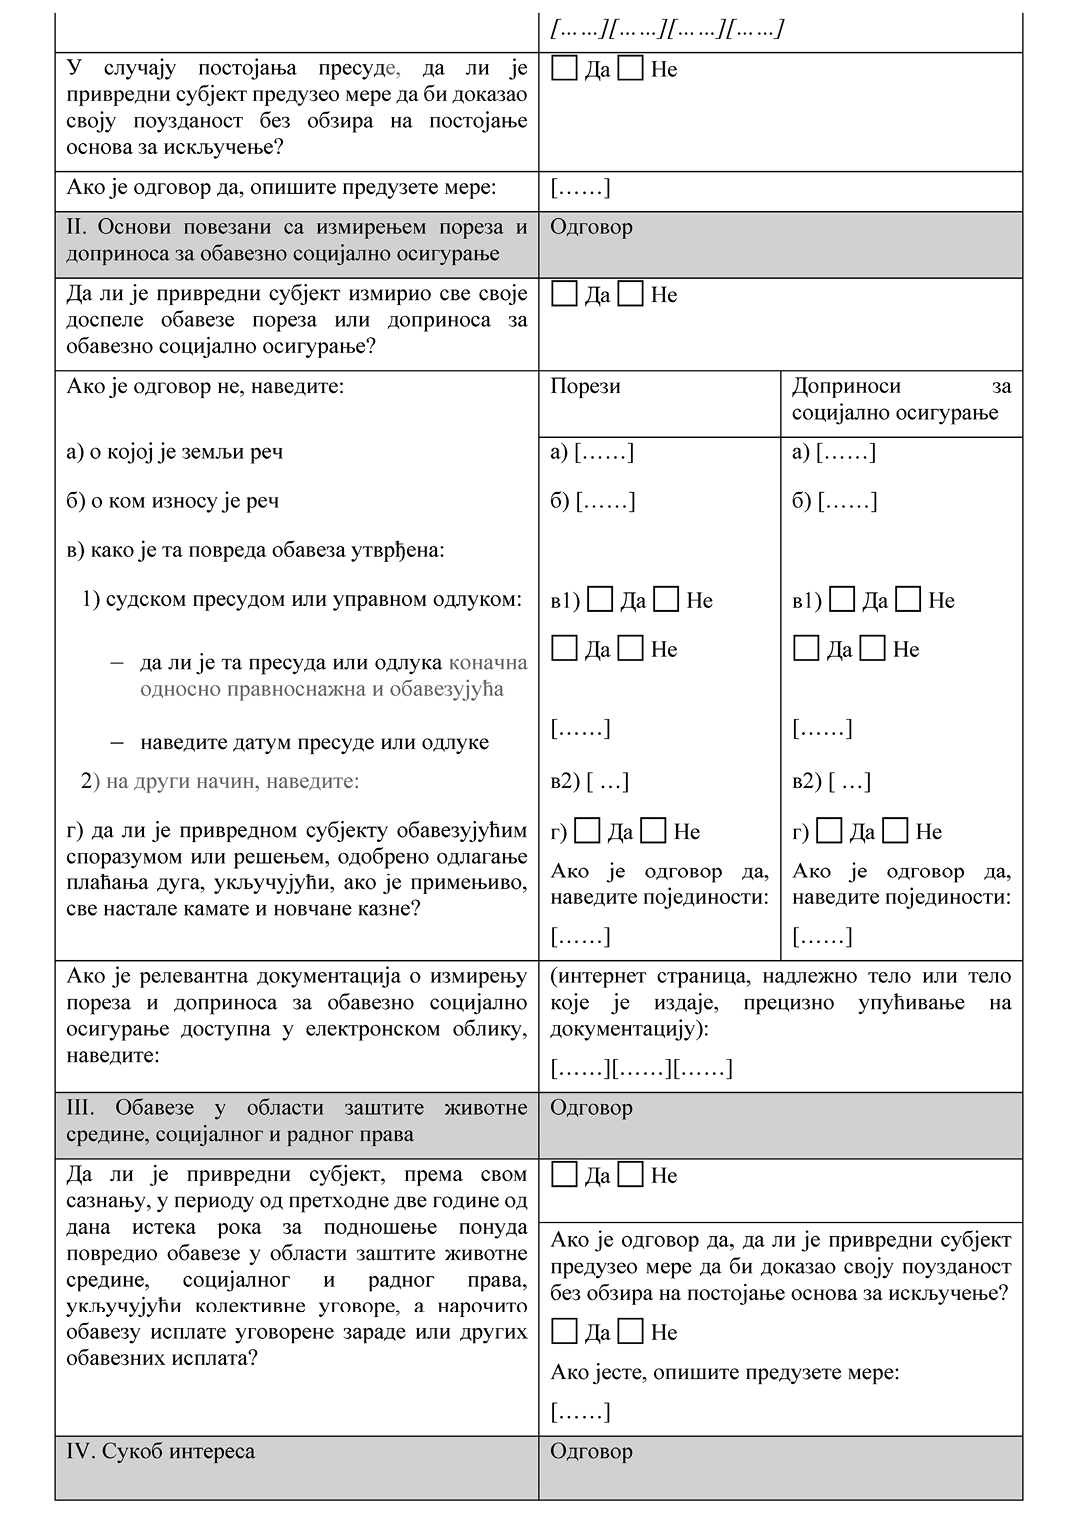 [……][……][……][……]
У случају постојања пресуде, да ли је
привредни субјект предузео мере да би доказао
своју поузданост без обзира на постојање
основа за искључење?
Да Не
Ако је одговор да, опишите предузете мере:
[……]
II. Основи повезани са измирењем пореза и
доприноса за обавезно социјално осигурање
Одговор
Да ли је привредни субјект измирио све своје
доспеле обавезе пореза или доприноса за
обавезно социјално осигурање?
Да Не
Ако је одговор не, наведите:
а) о којој је земљи реч
б) о ком износу је реч
в) како је та повреда обавеза утврђена:
1) судском пресудом или управном одлуком:
– да ли је та пресуда или одлука коначна
односно правноснажна и обавезујућа
– наведите датум пресуде или одлуке
2) на други начин, наведите:
г) да ли је привредном субјекту обавезујућим
споразумом или решењем, одобрено одлагање
плаћања дуга, укључујући, ако је примењиво,
све настале камате и новчане казне?
Порези
а) [……]
б) [……]
в1) Да Не
Да Не
[……]
в2) [ …]
г) Да Не
Ако је одговор да,
наведите појединости:
[……]
Доприноси за
социјално осигурање
а) [……]
б) [……]
в1) Да Не
Да Не
[……]
в2) [ …]
г) Да Не
Ако је одговор да,
наведите појединости:
[……]
Ако је релевантна документација о измирењу
пореза и доприноса за обавезно социјално
осигурање доступна у електронском облику,
наведите:
(интернет страница, надлежно тело или тело
које је издаје, прецизно упућивање на
документацију):
[……][……][……]
III. Обавезе у области заштите животне
средине, социјалног и радног права
Одговор
Да ли је привредни субјект, према свом
сазнању, у периоду од претходне две године од
дана истека рока за подношење понуда
повредио обавезе у области заштите животне
средине, социјалног и радног права,
укључујући колективне уговоре, а нарочито
обавезу исплате уговорене зараде или других
обавезних исплата?
Да Не
Ако је одговор да, да ли је привредни субјект
предузео мере да би доказао своју поузданост
без обзира на постојање основа за искључење?
Да Не
Ако јесте, опишите предузете мере:
[……]
IV. Сукоб интереса
Одговор